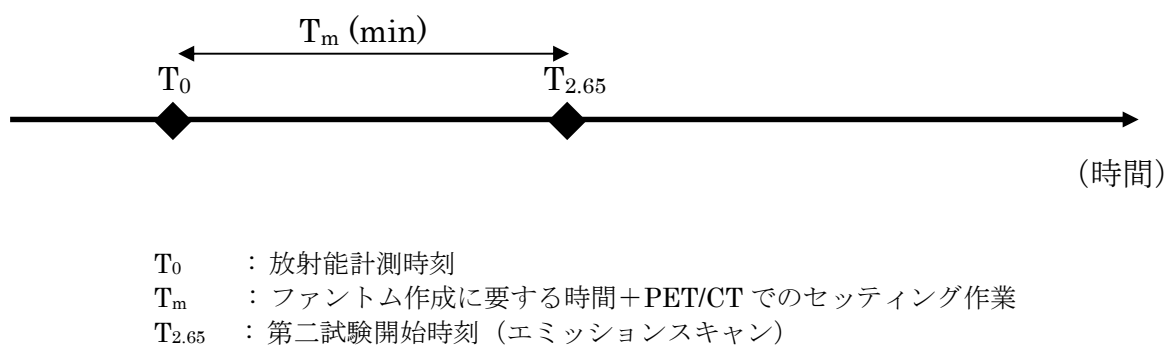 Tm (min)
T0 T2.65
(時間)
T0 : 放射能計測時刻
Tm : ファントム作成に要する時間+PET/CT でのセッティング作業
T2.65 : 第二試験開始時刻(エミッションスキャン)